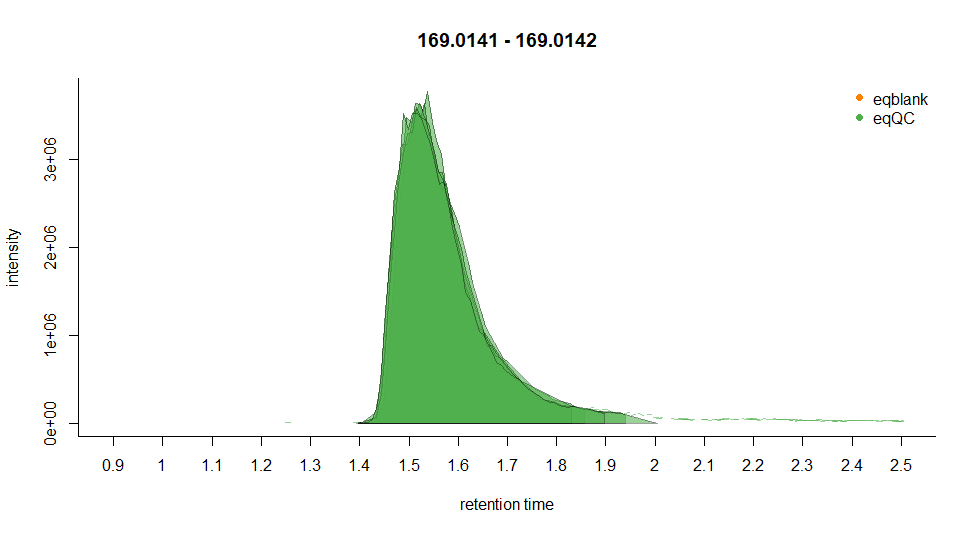 169.0141 - 169.0142
eqblank
eqQC
intensity
3e+06
2e+06
1e+06
0e+00
0.9 1 1.1 1.2 1.3 1.4 1.5 1.6 1.7 1.8 1.9 2 2.1 2.2 2.3 2.4 2.5
retention time